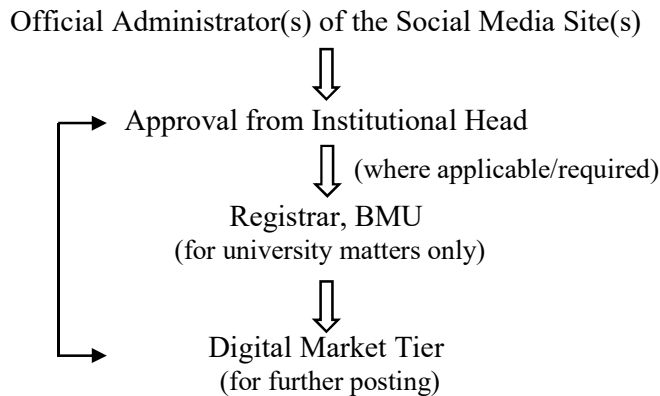 Official Administrator(s) of the Social Media Site(s)
Approval from Institutional Head
(where applicable/required)
Registrar, BMU
(for university matters only)
Digital Market Tier
(for further posting)